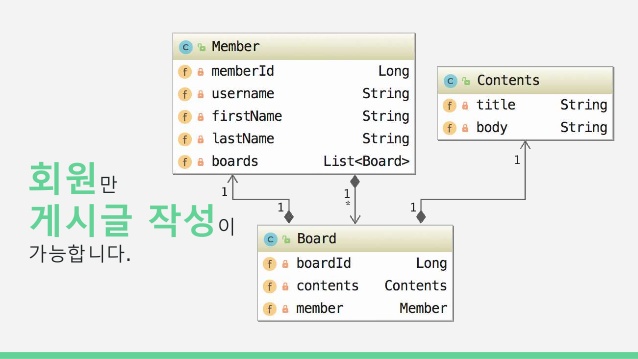 Member
memberId Long
username String
firstName String
lastName String
boards List<Board>
Contents
title String
body String
회원만
게시글 작성이
가능합니다.
1
1
1
*
1
1
Board
boardId Long
contents Contents
member Member